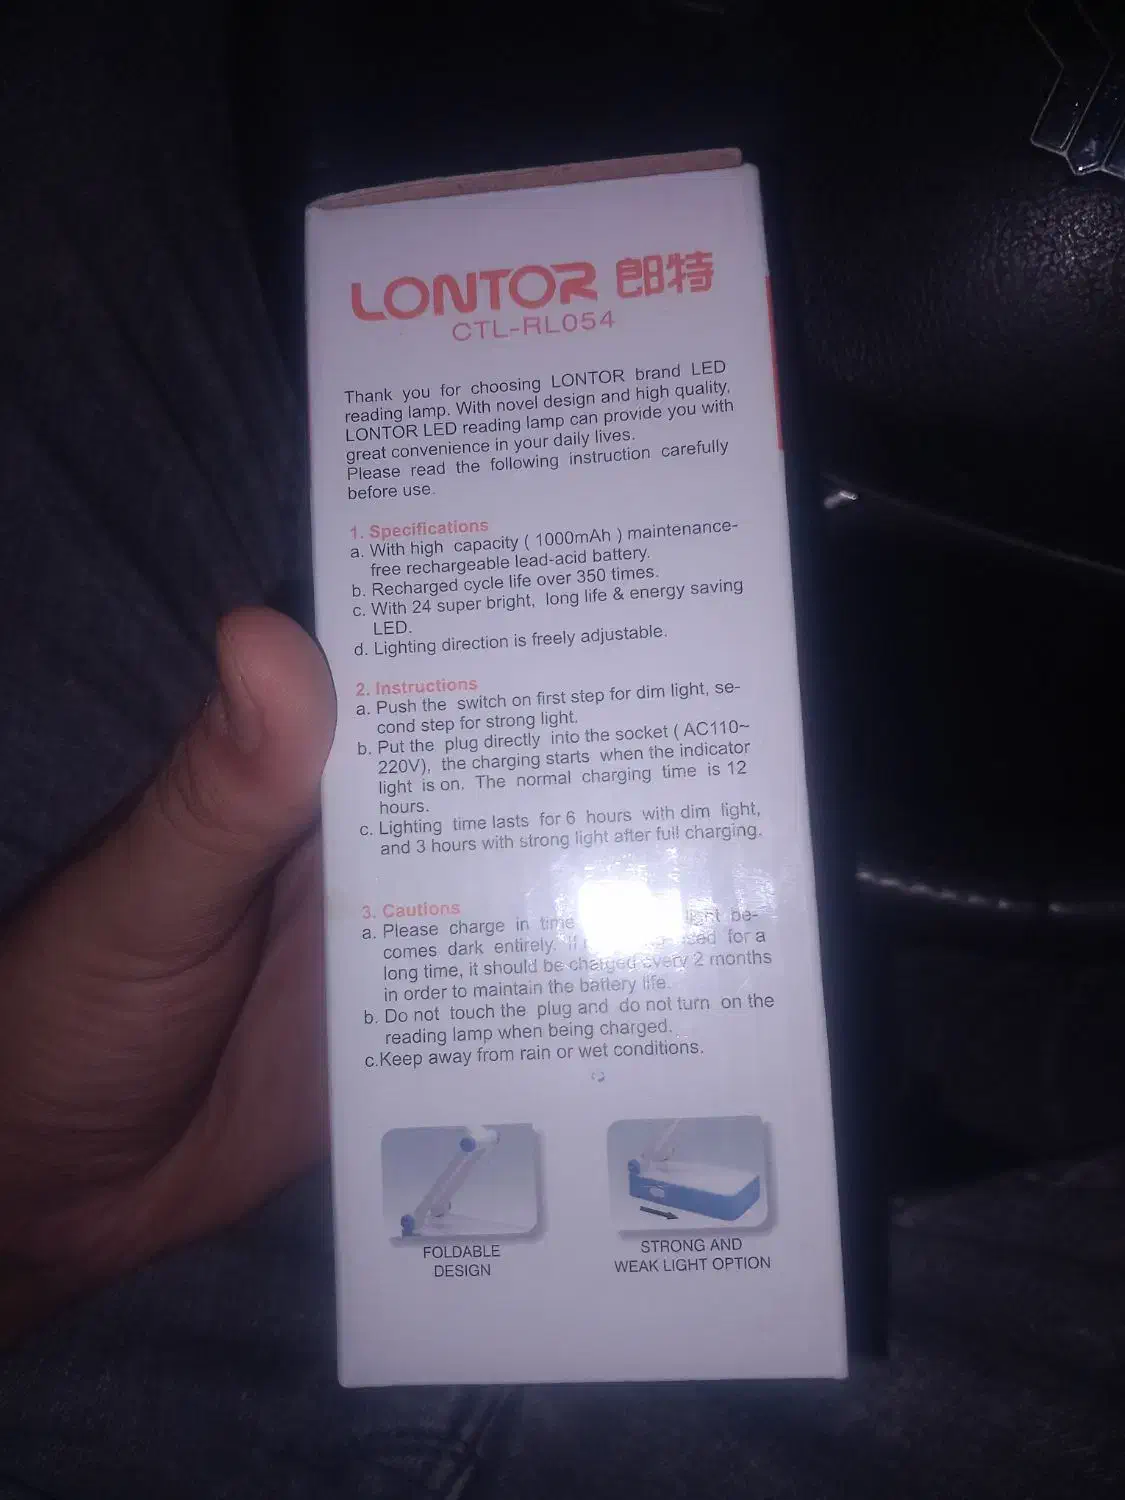 LONTOR 朗特
CTL-RL054
Thank you for choosing LONTOR brand LED
reading lamp. With novel design and high quality,
LONTOR LED reading lamp can provide you with
great convenience in your daily lives.
Please read the following instruction carefully
before use.
1. Specifications
a. With high capacity ( 1000mAh ) maintenance-
free rechargeable lead-acid battery.
b. Recharged cycle life over 350 times.
c. With 24 super bright, long life & energy saving
LED.
d. Lighting direction is freely adjustable.
2. Instructions
a. Push the switch on first step for dim light, se-
cond step for strong light.
b. Put the plug directly into the socket ( AC110~
220V), the charging starts when the indicator
light is on. The normal charging time is 12
hours.
c. Lighting time lasts for 6 hours with dim light,
and 3 hours with strong light after full charging.
3. Cautions
a. Please charge in time light be-
comes dark entirely. If for a
long time, it should be charged every 2 months
in order to maintain the battery life.
b. Do not touch the plug and do not turn on the
reading lamp when being charged.
c.Keep away from rain or wet conditions.
FOLDABLE
DESIGN
STRONG AND
WEAK LIGHT OPTION